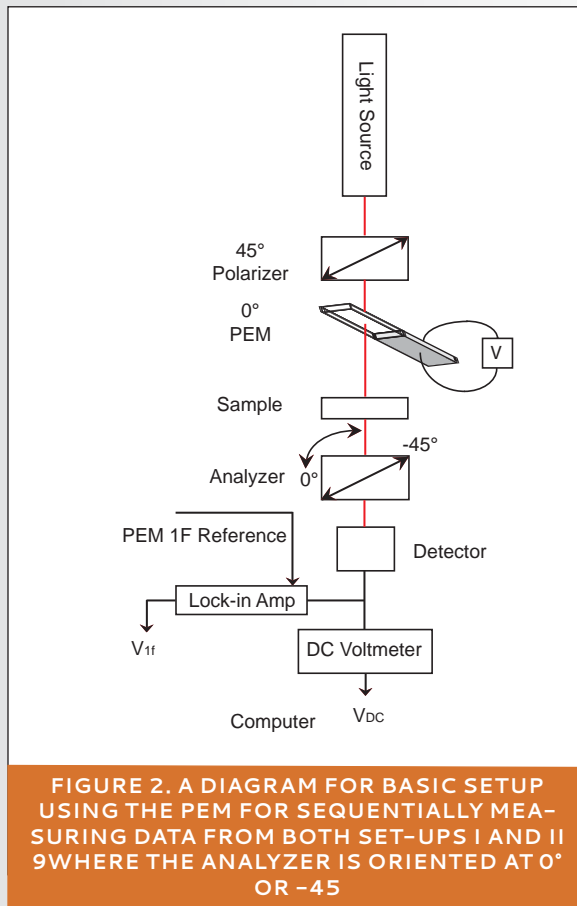 Light Source
45°
Polarizer
0°
PEM
V
Sample
-45°
Analyzer
0°
PEM 1F Reference
Detector
Lock-in Amp
V1f
DC Voltmeter
Computer
VDC
FIGURE 2. A DIAGRAM FOR BASIC SETUP
USING THE PEM FOR SEQUENTIALLY MEA-
SURING DATA FROM BOTH SET-UPS I AND II
9WHERE THE ANALYZER IS ORIENTED AT 0°
OR -45